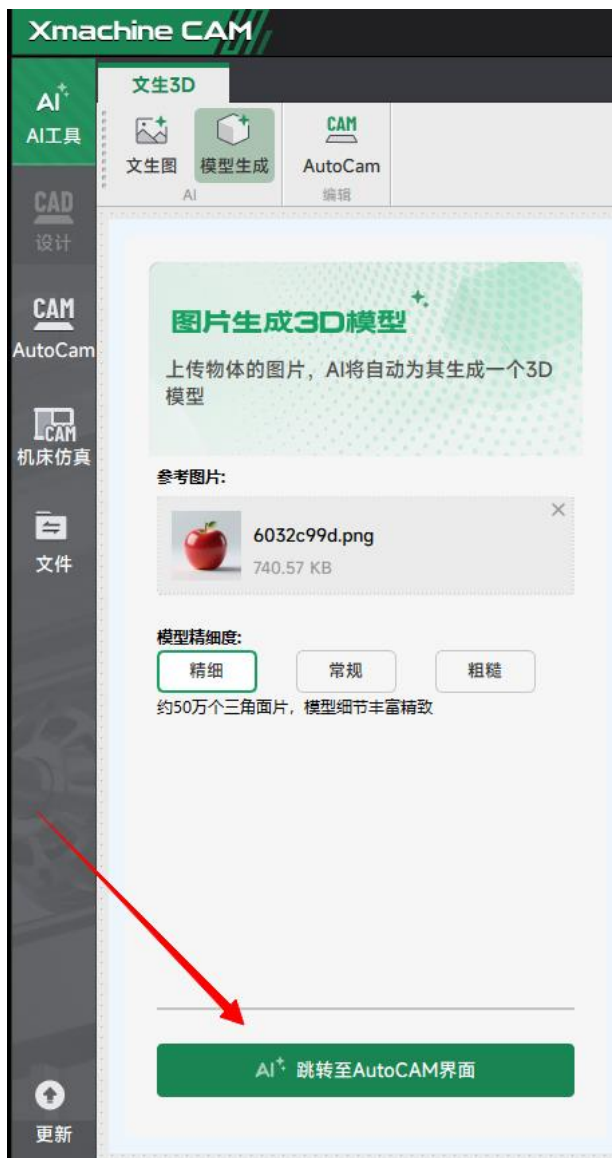 Xmachine CAM
AI
AI工具
CAD
设计
CAM
AutoCam
CAM
机床仿真
文件
更新
文生3D
文生图
模型生成
AI
CAM
AutoCam
编辑
图片生成3D模型
上传物体的图片，AI将自动为其生成一个3D
模型
参考图片:
6032c99d.png
740.57 KB
模型精细度:
精细 常规 粗糙
约50万个三角面片，模型细节丰富精致
AI 跳转至AutoCAM界面